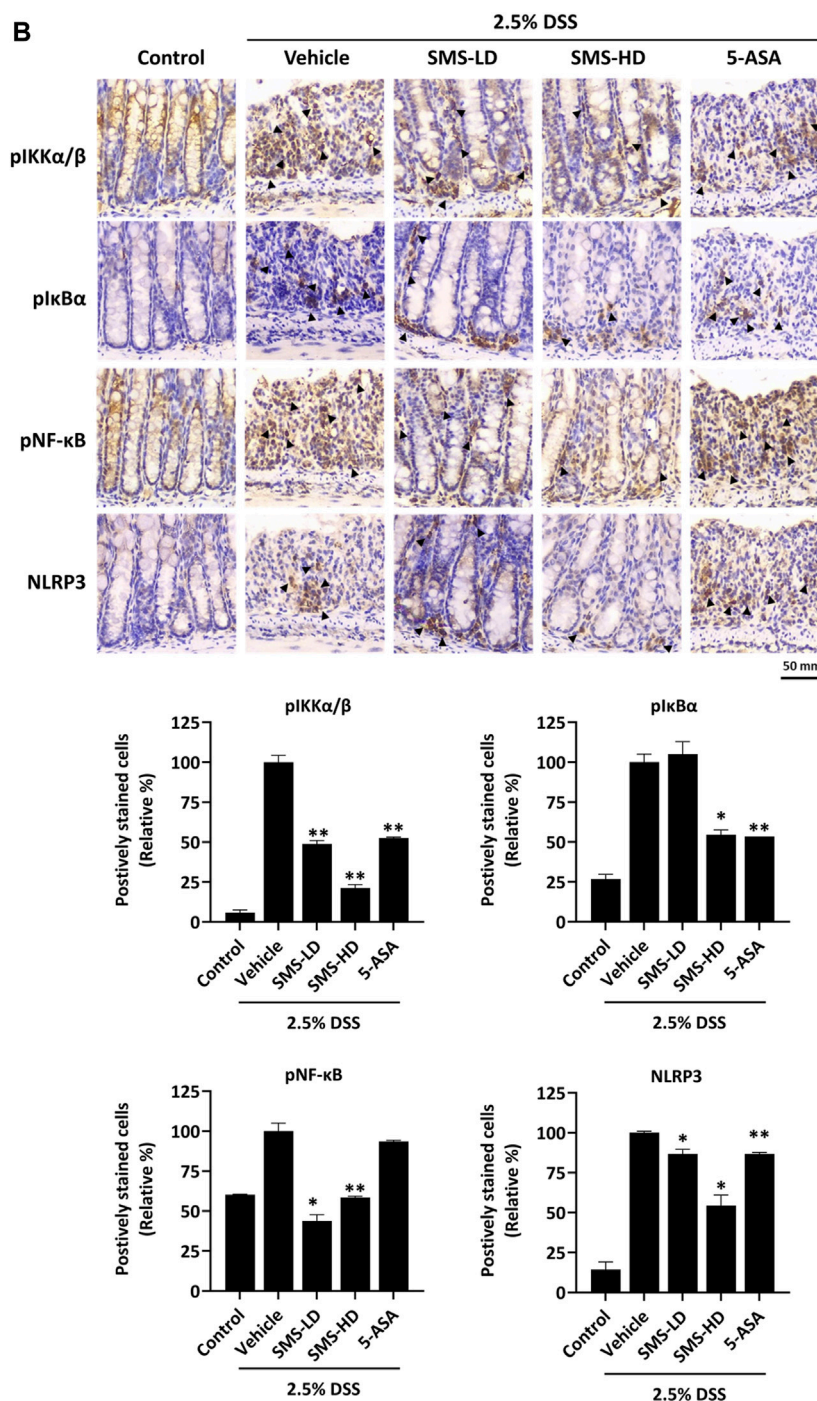 B
2.5% DSS
Control Vehicle SMS-LD SMS-HD 5-ASA
pIKKα/β
pIκBα
pNF-κB
NLRP3
50 mm
pIKKα/β
Postively stained cells
(Relative %)
125
100
75
50
25
0
** ** **
Control Vehicle SMS-LD SMS-HD 5-ASA
2.5% DSS
pIκBα
Postively stained cells
(Relative %)
125
100
75
50
25
0
* **
Control Vehicle SMS-LD SMS-HD 5-ASA
2.5% DSS
pNF-κB
Postively stained cells
(Relative %)
125
100
75
50
25
0
* **
Control Vehicle SMS-LD SMS-HD 5-ASA
2.5% DSS
NLRP3
Postively stained cells
(Relative %)
125
100
75
50
25
0
* * **
Control Vehicle SMS-LD SMS-HD 5-ASA
2.5% DSS